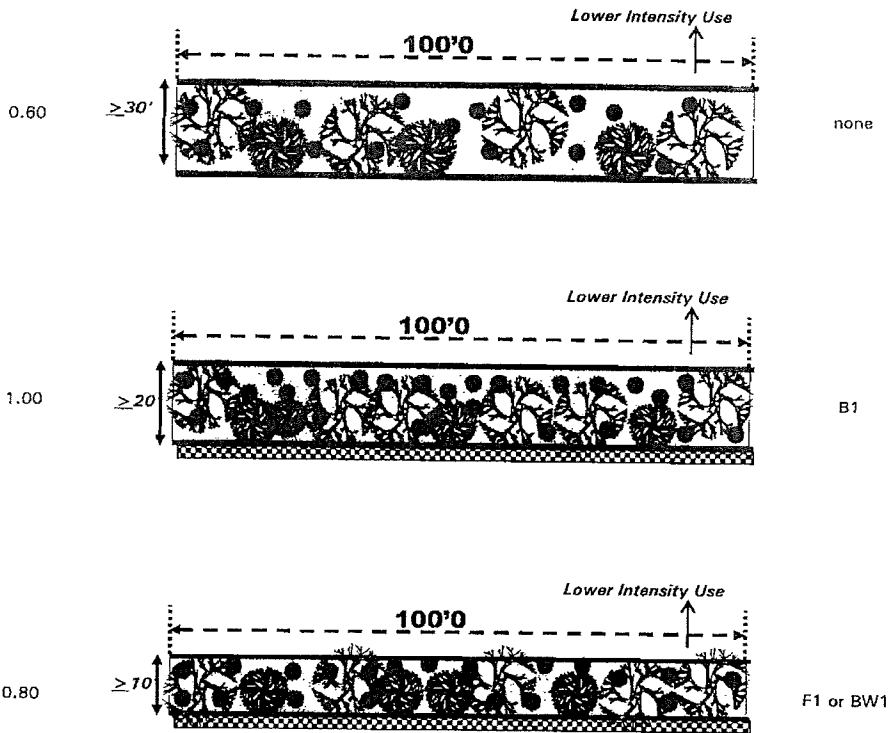 Lower Intensity Use
100'0
0.60
≥30'
none
Lower Intensity Use
100'0
1.00
≥20
B1
Lower Intensity Use
100'0
0.80
≥10
F1 or BW1